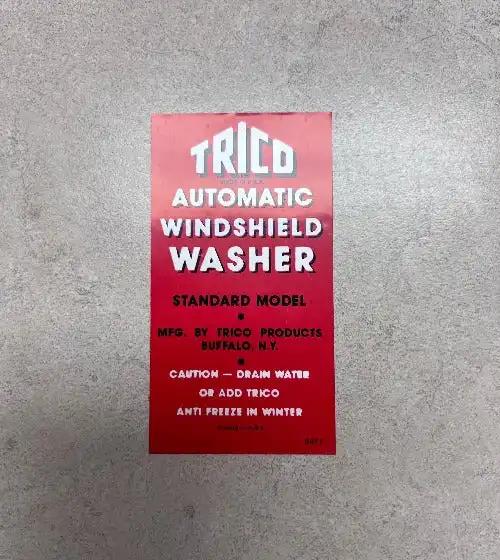 TRICO
AUTOMATIC
WINDSHIELD
WASHER
STANDARD MODEL
MFG. BY TRICO PRODUCTS
BUFFALO, N.Y.
CAUTION — DRAIN WATER
OR ADD TRICO
ANTI FREEZE IN WINTER